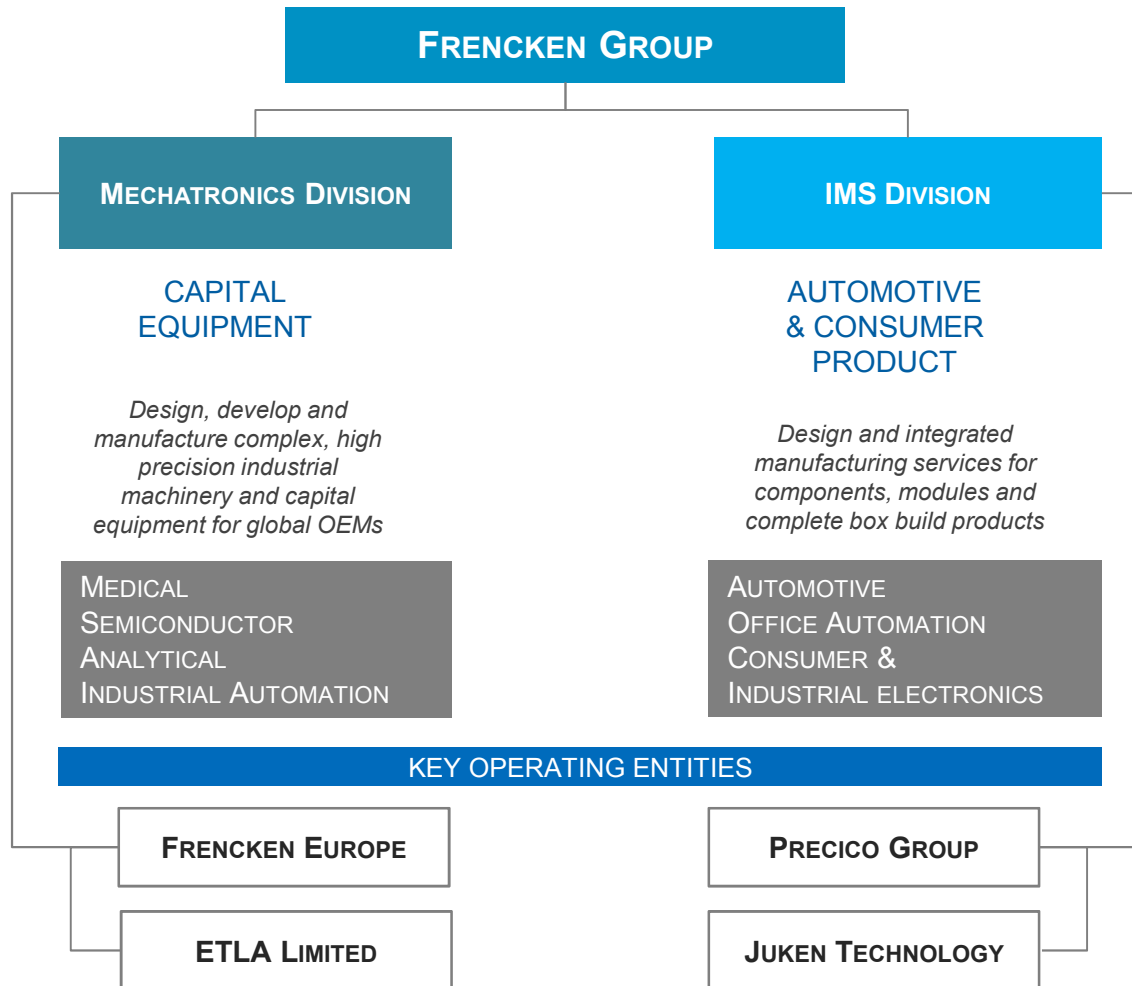 FRENCKEN GROUP
MECHATRONICS DIVISION
CAPITAL
EQUIPMENT
Design, develop and
manufacture complex, high
precision industrial
machinery and capital
equipment for global OEMs
MEDICAL
SEMICONDUCTOR
ANALYTICAL
INDUSTRIAL AUTOMATION
IMS DIVISION
AUTOMOTIVE
& CONSUMER
PRODUCT
Design and integrated
manufacturing services for
components, modules and
complete box build products
AUTOMOTIVE
OFFICE AUTOMATION
CONSUMER &
INDUSTRIAL ELECTRONICS
KEY OPERATING ENTITIES
FRENCKEN EUROPE
ETLA LIMITED
PRECICO GROUP
JUKEN TECHNOLOGY